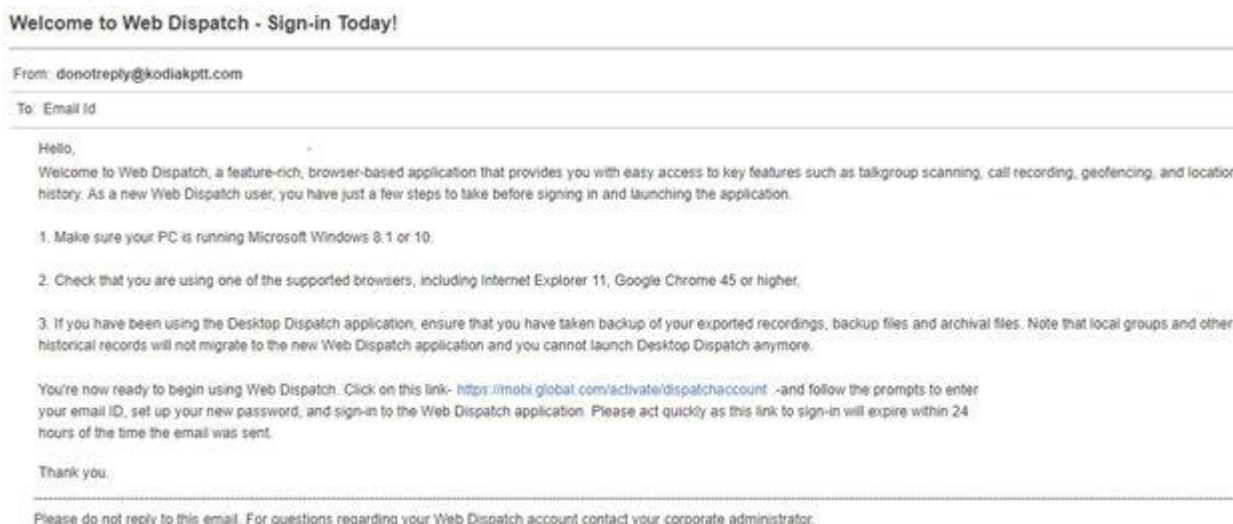 Welcome to Web Dispatch - Sign-in Today!
From: donotreply@kodiakptt.com
To: Email Id
Hello,
Welcome to Web Dispatch, a feature-rich, browser-based application that provides you with easy access to key features such as talkgroup scanning, call recording, geofencing, and location
history. As a new Web Dispatch user, you have just a few steps to take before signing in and launching the application.
1. Make sure your PC is running Microsoft Windows 8.1 or 10.
2. Check that you are using one of the supported browsers, including Internet Explorer 11, Google Chrome 45 or higher,
3. If you have been using the Desktop Dispatch application, ensure that you have taken backup of your exported recordings, backup files and archival files. Note that local groups and other
historical records will not migrate to the new Web Dispatch application and you cannot launch Desktop Dispatch anymore.
You're now ready to begin using Web Dispatch. Click on this link- https://mobi.global.com/activate/dispatchaccount -and follow the prompts to enter
your email ID, set up your new password, and sign-in to the Web Dispatch application. Please act quickly as this link to sign-in will expire within 24
hours of the time the email was sent.
Thank you.
Please do not reply to this email. For questions regarding your Web Dispatch account contact your corporate administrator.